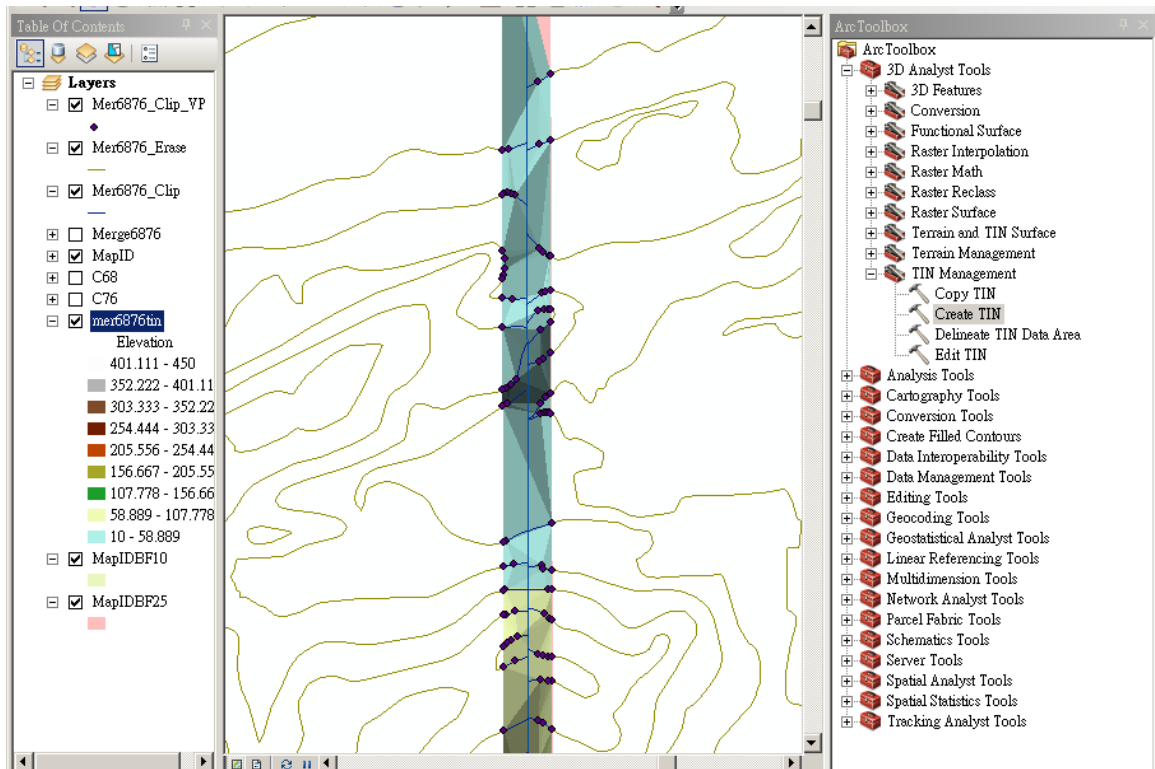 Table Of Contents
Layers
Mer6876_Clip_VP
Mer6876_Erase
Mer6876_Clip
Merge6876
MapID
C68
C76
mer6876tin
Elevation
401.111 - 450
352.222 - 401.11
303.333 - 352.22
254.444 - 303.33
205.556 - 254.44
156.667 - 205.55
107.778 - 156.66
58.889 - 107.778
10 - 58.889
MapIDBF10
MapIDBF25
ArcToolbox
ArcToolbox
3D Analyst Tools
3D Features
Conversion
Functional Surface
Raster Interpolation
Raster Math
Raster Reclass
Raster Surface
Terrain and TIN Surface
Terrain Management
TIN Management
Copy TIN
Create TIN
Delineate TIN Data Area
Edit TIN
Analysis Tools
Cartography Tools
Conversion Tools
Create Filled Contours
Data Interoperability Tools
Data Management Tools
Editing Tools
Geocoding Tools
Geostatistical Analyst Tools
Linear Referencing Tools
Multidimension Tools
Network Analyst Tools
Parcel Fabric Tools
Schematics Tools
Server Tools
Spatial Analyst Tools
Spatial Statistics Tools
Tracking Analyst Tools